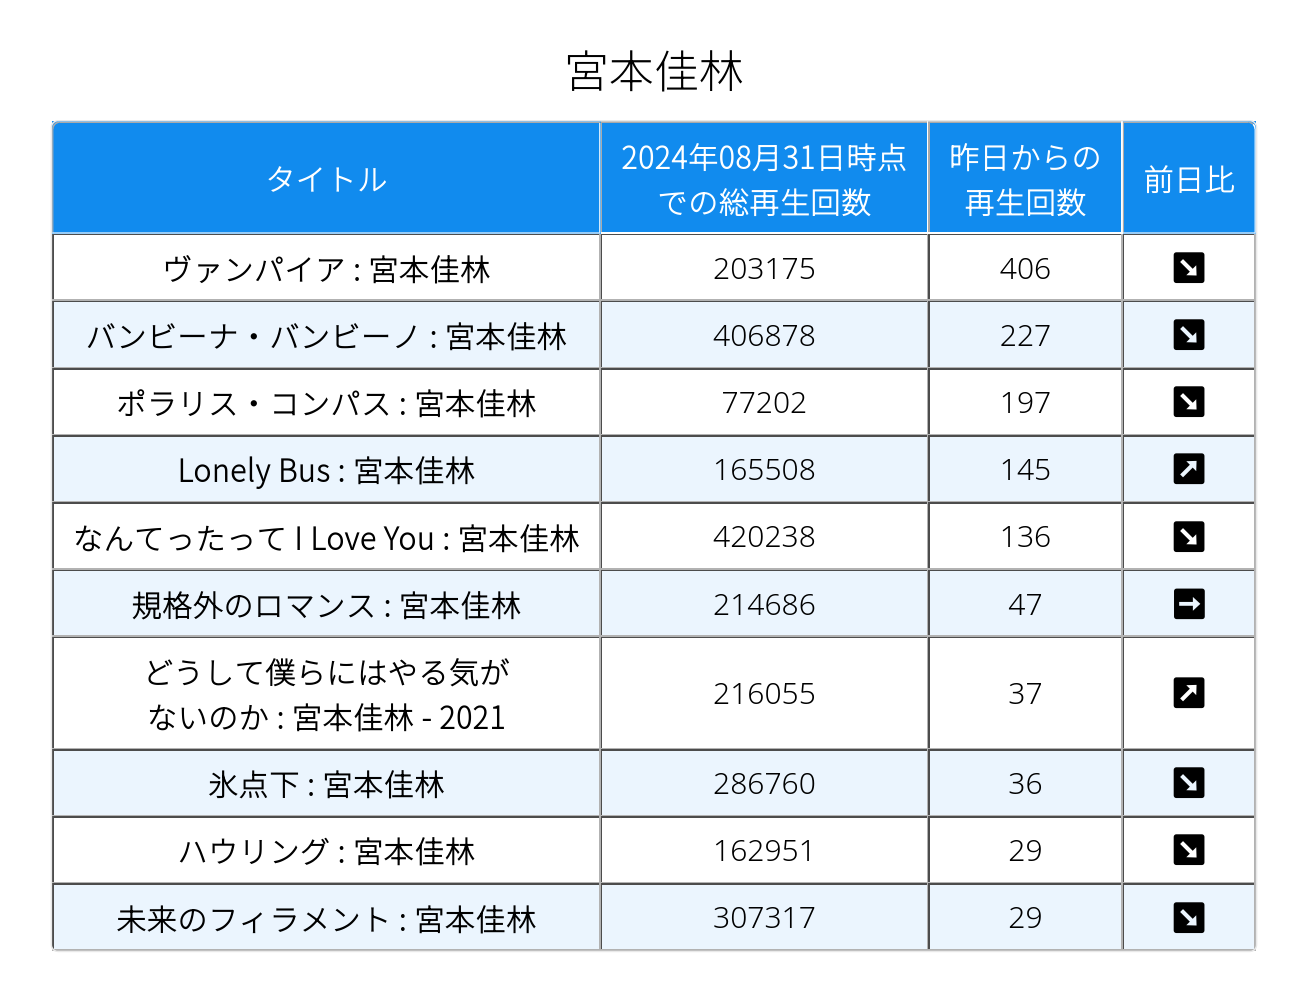 宮本佳林
タイトル
2024年08月31日時点
での総再生回数
昨日からの
再生回数
前日比
ヴァンパイア : 宮本佳林 203175 406 ↘
バンビーナ・バンビーノ : 宮本佳林 406878 227 ↘
ポラリス・コンパス : 宮本佳林 77202 197 ↘
Lonely Bus : 宮本佳林 165508 145 ↗
なんてったって I Love You : 宮本佳林 420238 136 ↘
規格外のロマンス : 宮本佳林 214686 47 →
どうして僕らにはやる気が
ないのか : 宮本佳林 - 2021 216055 37 ↗
氷点下 : 宮本佳林 286760 36 ↘
ハウリング : 宮本佳林 162951 29 ↘
未来のフィラメント : 宮本佳林 307317 29 ↘